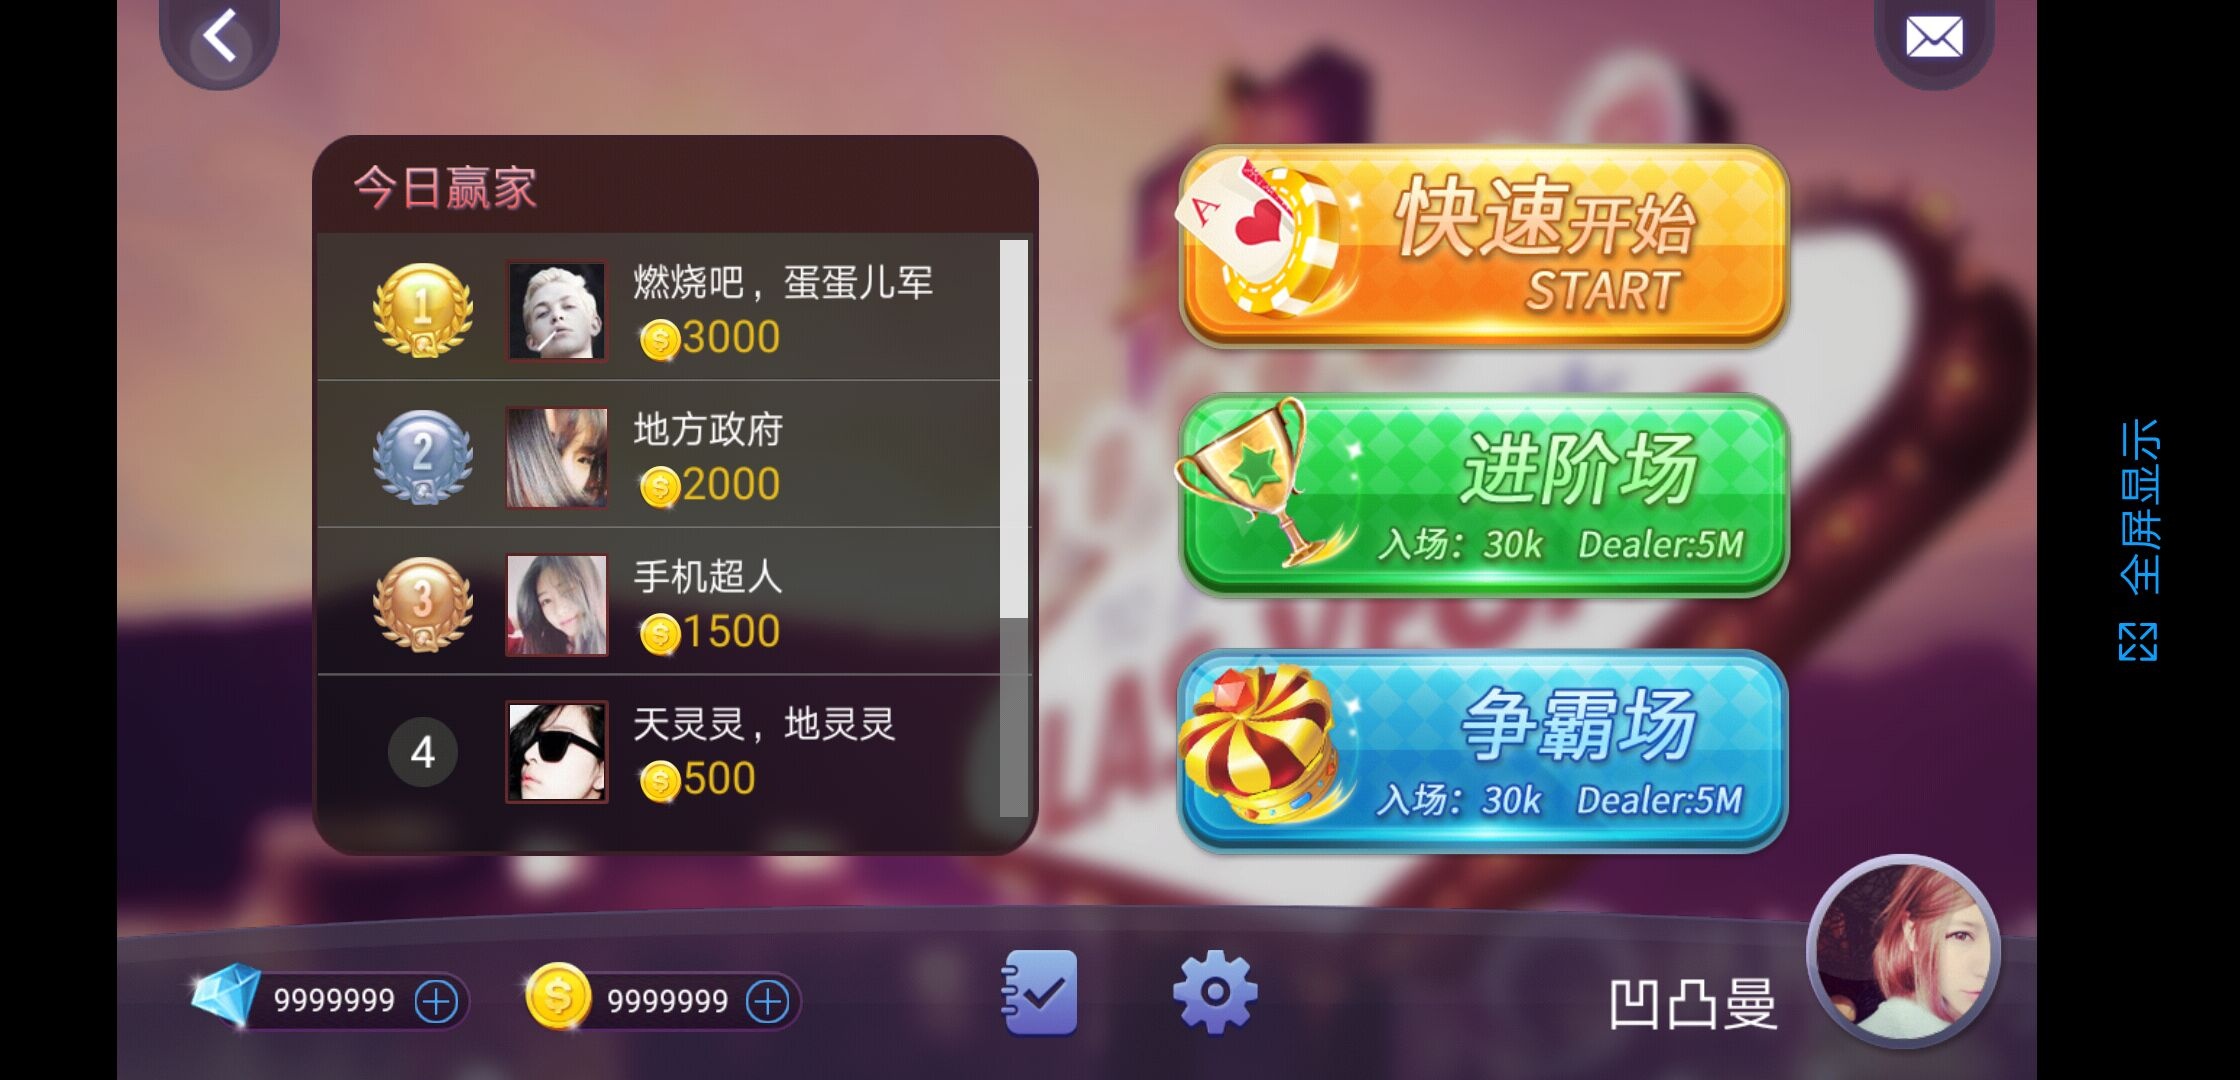 今日赢家
1
燃烧吧，蛋蛋儿军
3000
2
地方政府
2000
3
手机超人
1500
4
天灵灵，地灵灵
500
A
快速开始
START
进阶场
入场：30k Dealer:5M
争霸场
入场：30k Dealer:5M
9999999
9999999
凹凸曼
全屏显示